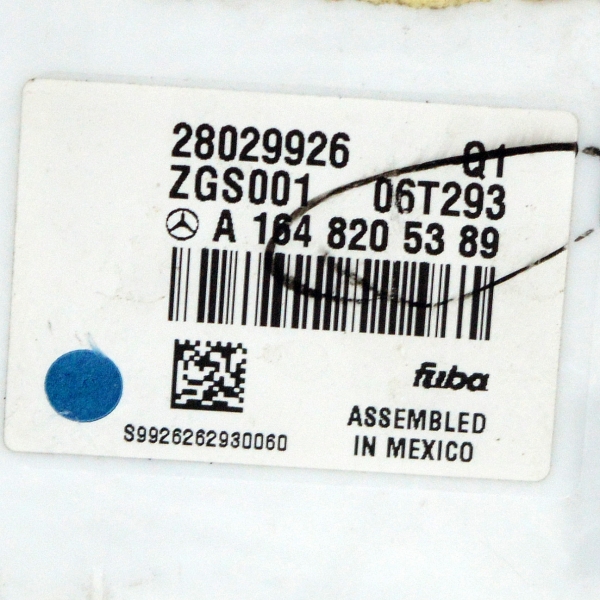 28029926 Q1
ZGS001 06T293
A 164 820 53 89
fuba
S9926262930060
ASSEMBLED
IN MEXICO